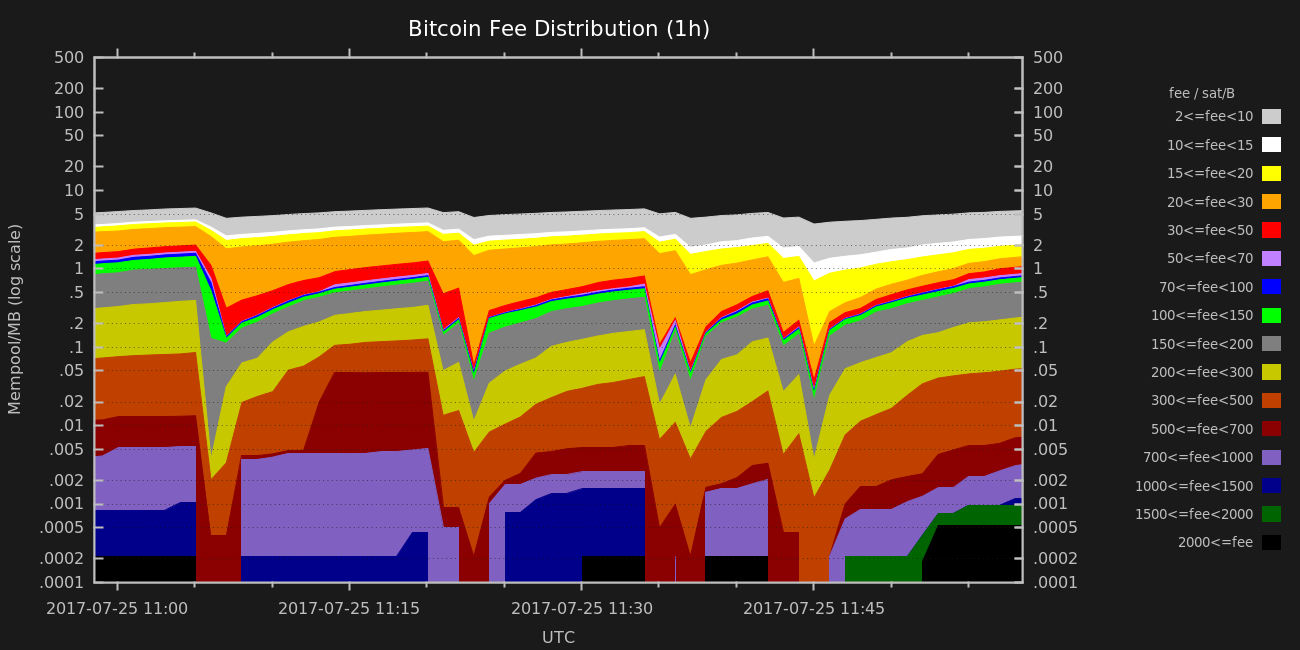 Bitcoin Fee Distribution (1h)
500 500
200 200
100 100
50 50
20 20
10 10
5 5
2 2
1 1
.5 .5
.2 .2
.1 .1
.05 .05
.02 .02
.01 .01
.005 .005
.002 .002
.001 .001
.0005 .0005
.0002 .0002
.0001 .0001
Mempool/MB (log scale)
2017-07-25 11:00 2017-07-25 11:15 2017-07-25 11:30 2017-07-25 11:45
UTC
fee / sat/B
2<=fee<10
10<=fee<15
15<=fee<20
20<=fee<30
30<=fee<50
50<=fee<70
70<=fee<100
100<=fee<150
150<=fee<200
200<=fee<300
300<=fee<500
500<=fee<700
700<=fee<1000
1000<=fee<1500
1500<=fee<2000
2000<=fee